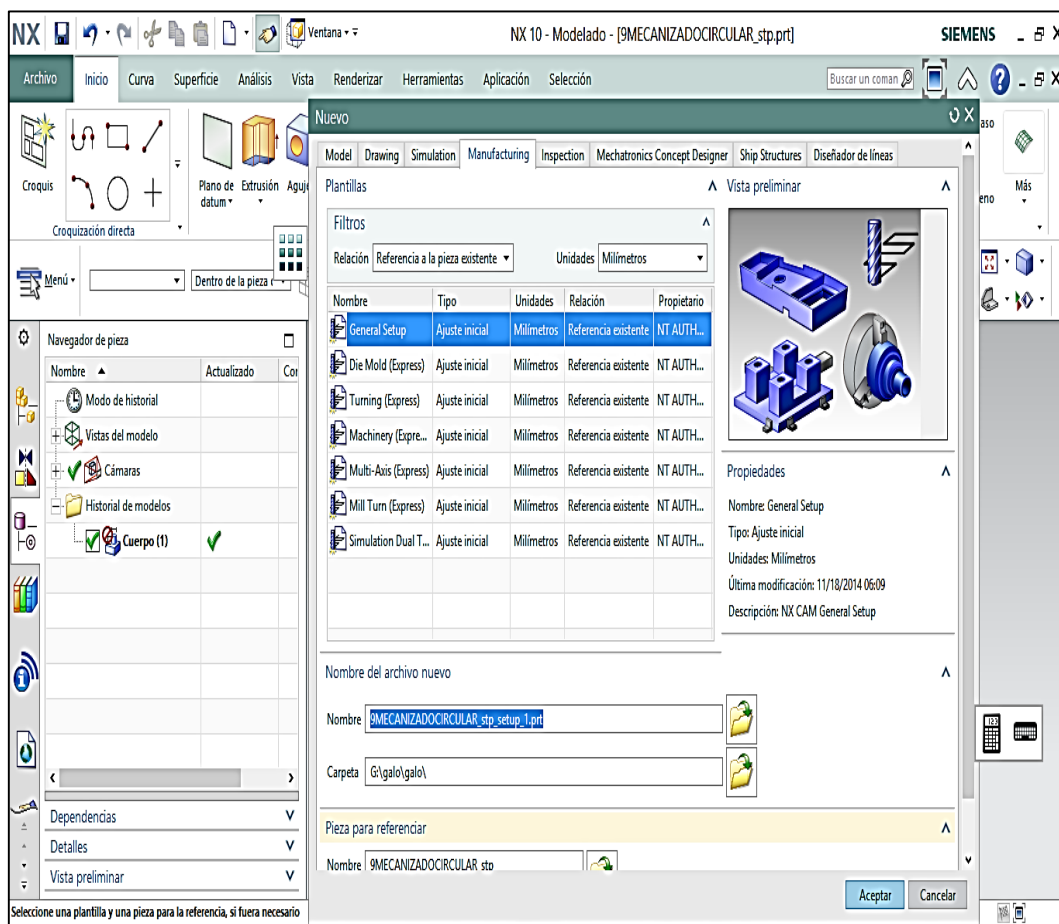 NX
Ventana
NX 10 - Modelado - [9MECANIZADOCIRCULAR_stp.prt]
SIEMENS
Archivo
Inicio
Curva
Superficie
Análisis
Vista
Renderizar
Herramientas
Aplicación
Selección
Buscar un coman
Croquis
Croquización directa
Plano de datum
Extrusión
Aguje
Más
Menú
Dentro de la pieza
Nuevo
Model
Drawing
Simulation
Manufacturing
Inspection
Mechatronics Concept Designer
Ship Structures
Diseñador de líneas
Plantillas
Filtros
Relación Referencia a la pieza existente
Unidades Milímetros
Nombre Tipo Unidades Relación Propietario
General Setup Ajuste inicial Milímetros Referencia existente NT AUTH...
Die Mold (Express) Ajuste inicial Milímetros Referencia existente NT AUTH...
Turning (Express) Ajuste inicial Milímetros Referencia existente NT AUTH...
Machinery (Expre... Ajuste inicial Milímetros Referencia existente NT AUTH...
Multi-Axis (Express) Ajuste inicial Milímetros Referencia existente NT AUTH...
Mill Turn (Express) Ajuste inicial Milímetros Referencia existente NT AUTH...
Simulation Dual T... Ajuste inicial Milímetros Referencia existente NT AUTH...
Vista preliminar
Propiedades
Nombre: General Setup
Tipo: Ajuste inicial
Unidades: Milímetros
Última modificación: 11/18/2014 06:09
Descripción: NX CAM General Setup
Nombre del archivo nuevo
Nombre 9MECANIZADOCIRCULAR_stp_setup_1.prt
Carpeta G:\galo\galo\
Pieza para referenciar
Nombre 9MECANIZADOCIRCULAR_stp
Aceptar
Cancelar
Navegador de pieza
Nombre Actualizado Cor
Modo de historial
Vistas del modelo
Cámaras
Historial de modelos
Cuerpo (1)
Dependencias
Detalles
Vista preliminar
Seleccione una plantilla y una pieza para la referencia, si fuera necesario